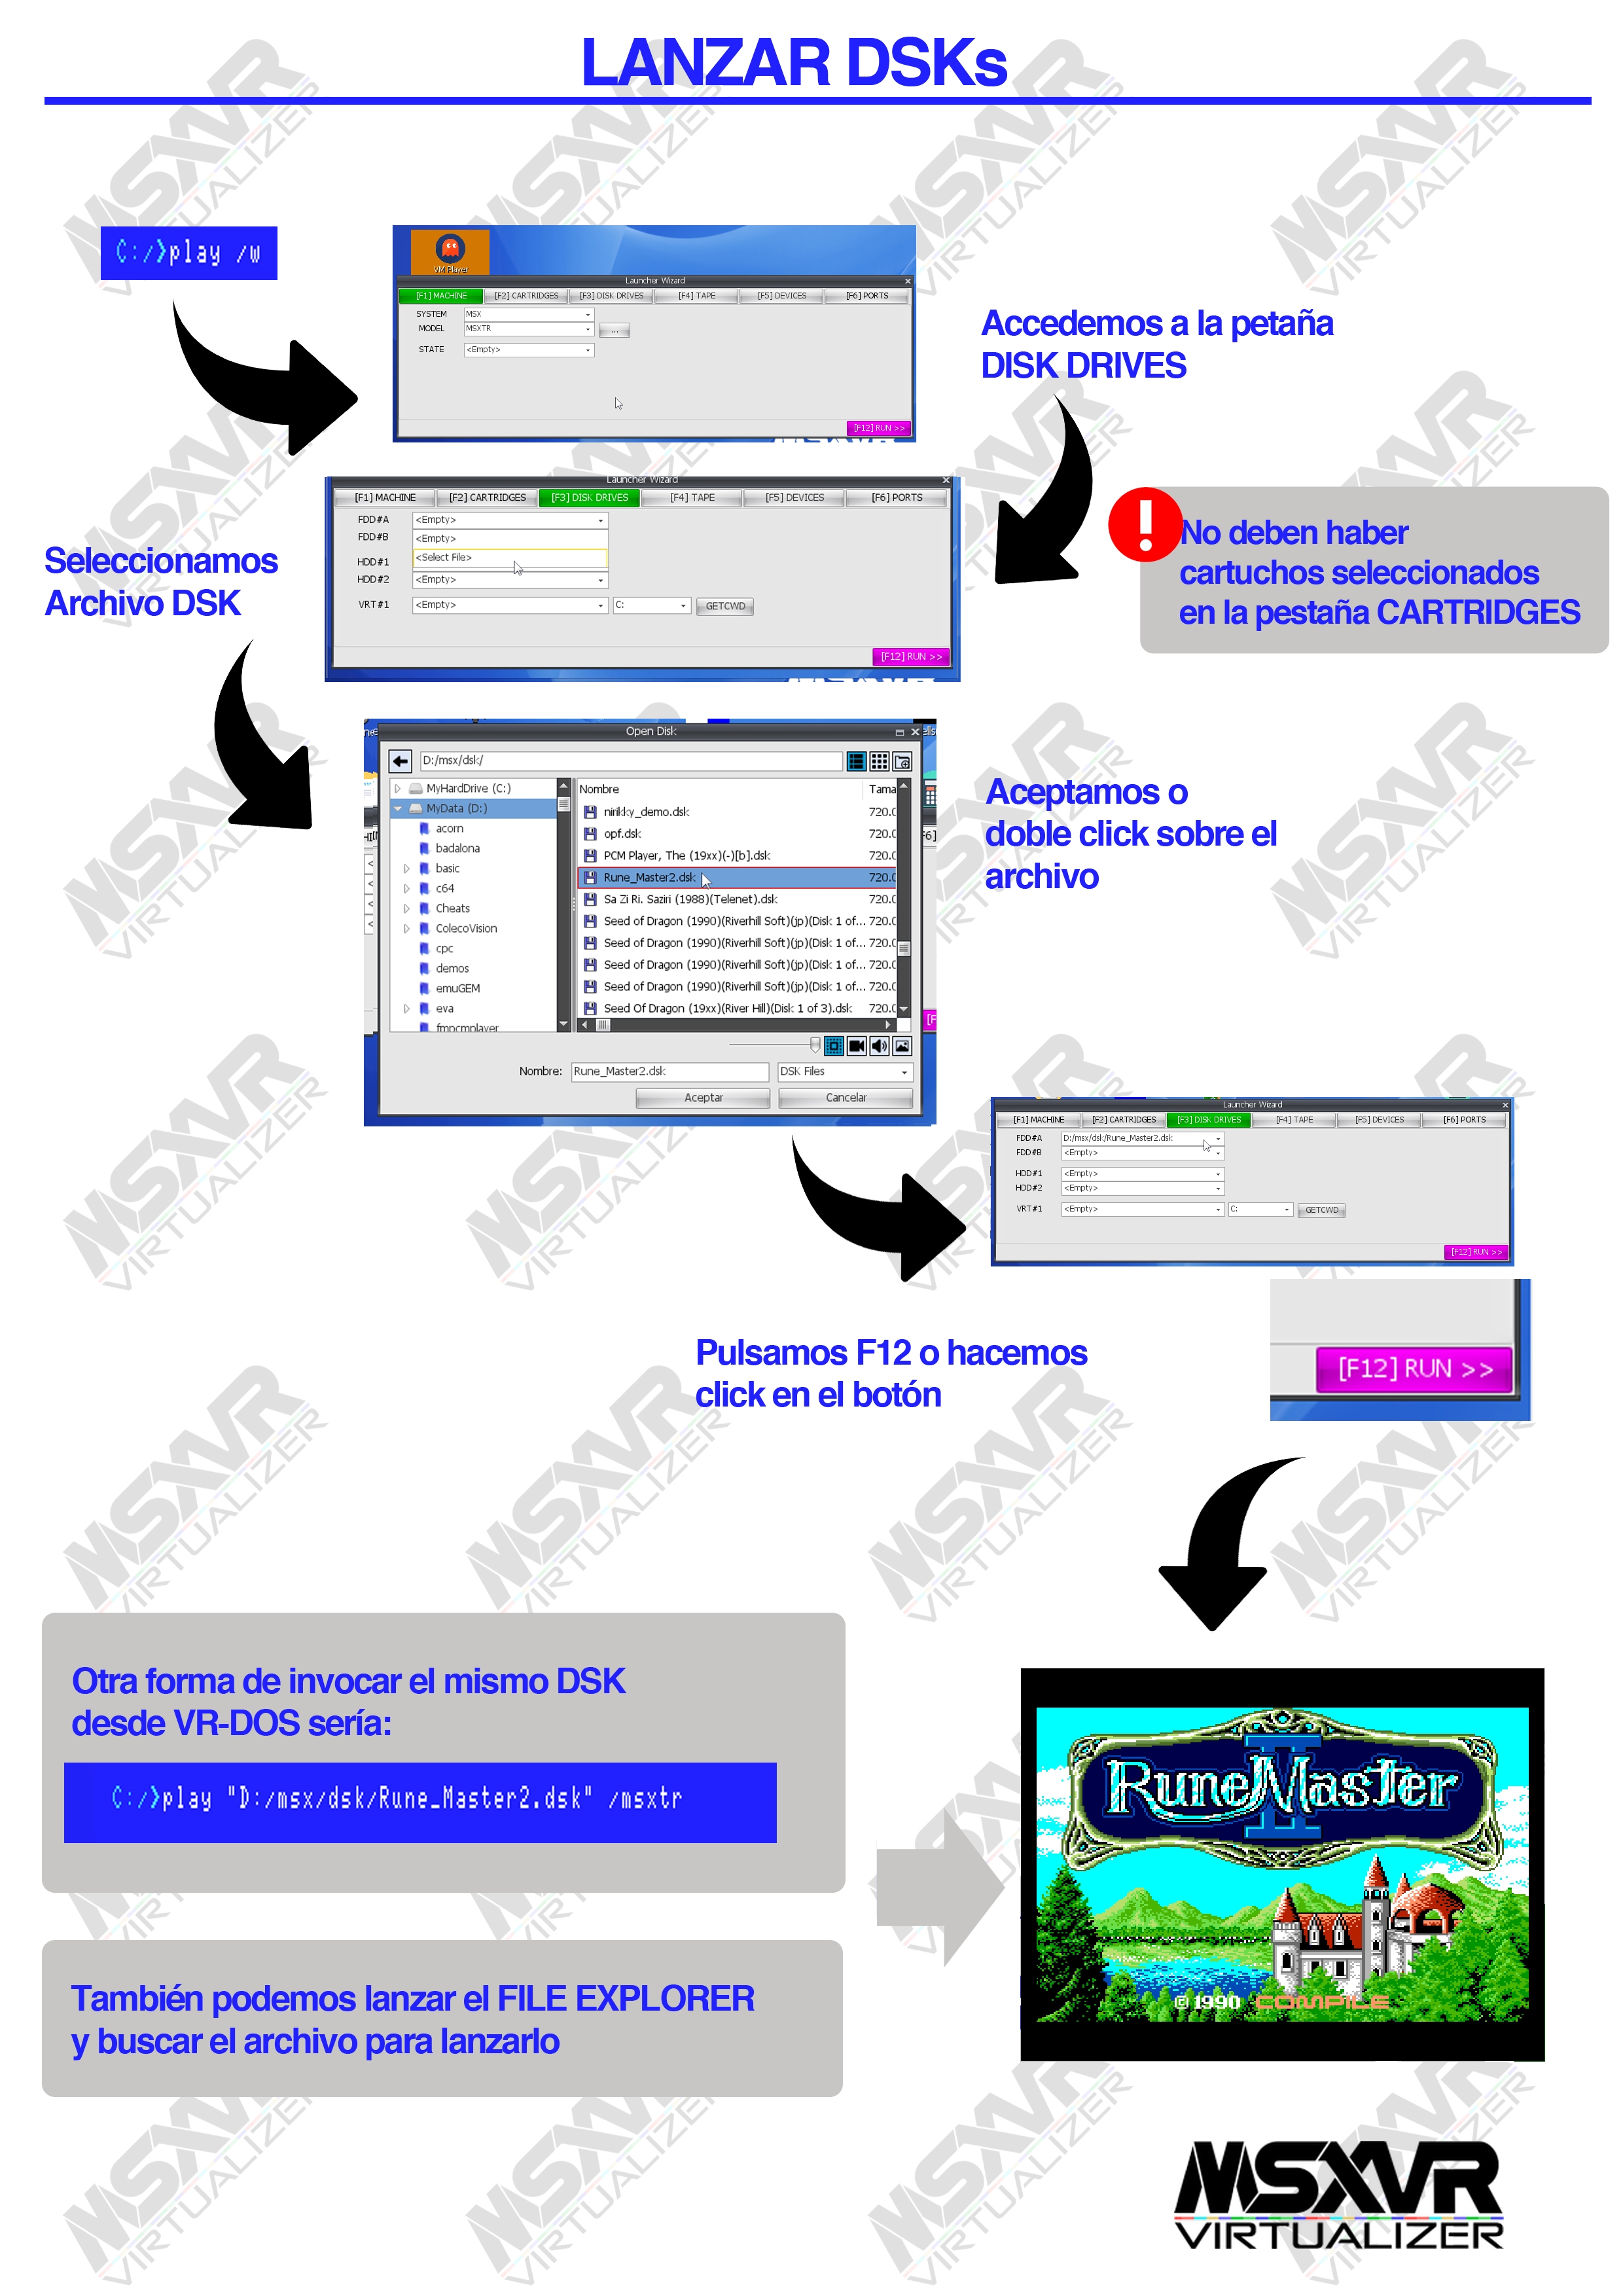 LANZAR DSKs
C:/>play /w
VM Player
Launcher Wizard
[F1] MACHINE [F2] CARTRIDGES [F3] DISK DRIVES [F4] TAPE [F5] DEVICES [F6] PORTS
SYSTEM MSX
MODEL MSXTR ...
STATE <Empty>
[F12] RUN >>
Accedemos a la petaña
DISK DRIVES
Launcher Wizard
[F1] MACHINE [F2] CARTRIDGES [F3] DISK DRIVES [F4] TAPE [F5] DEVICES [F6] PORTS
FDD#A <Empty>
FDD#B <Empty>
<Select File>
HDD#1
HDD#2 <Empty>
VRT#1 <Empty> C: GETCWD
[F12] RUN >>
No deben haber
cartuchos seleccionados
en la pestaña CARTRIDGES
Seleccionamos
Archivo DSK
Open Disk
D:/msx/dsk/
MyHardDrive (C:)
MyData (D:)
acorn
badalona
basic
c64
Cheats
ColecoVision
cpc
demos
emuGEM
eva
fmpcmplayer
Nombre Tama
nirikky_demo.dsk 720.0
opf.dsk 720.0
PCM Player, The (19xx)(-)[b].dsk 720.0
Rune_Master2.dsk 720.0
Sa Zi Ri. Saziri (1988)(Telenet).dsk 720.0
Seed of Dragon (1990)(Riverhill Soft)(jp)(Disk 1 of... 720.0
Seed of Dragon (1990)(Riverhill Soft)(jp)(Disk 1 of... 720.0
Seed of Dragon (1990)(Riverhill Soft)(jp)(Disk 1 of... 720.0
Seed of Dragon (1990)(Riverhill Soft)(jp)(Disk 1 of... 720.0
Seed Of Dragon (19xx)(River Hill)(Disk 1 of 3).dsk 720.0
Nombre: Rune_Master2.dsk DSK Files
Aceptar Cancelar
Aceptamos o
doble click sobre el
archivo
Launcher Wizard
[F1] MACHINE [F2] CARTRIDGES [F3] DISK DRIVES [F4] TAPE [F5] DEVICES [F6] PORTS
FDD#A D:/msx/dsk/Rune_Master2.dsk
FDD#B <Empty>
HDD#1 <Empty>
HDD#2 <Empty>
VRT#1 <Empty> C: GETCWD
[F12] RUN >>
Pulsamos F12 o hacemos
click en el botón
[F12] RUN >>
Otra forma de invocar el mismo DSK
desde VR-DOS sería:
C:/>play "D:/msx/dsk/Rune_Master2.dsk" /msxtr
También podemos lanzar el FILE EXPLORER
y buscar el archivo para lanzarlo
Rune Master
II
© 1990 COMPILE
MSXVR
VIRTUALIZER